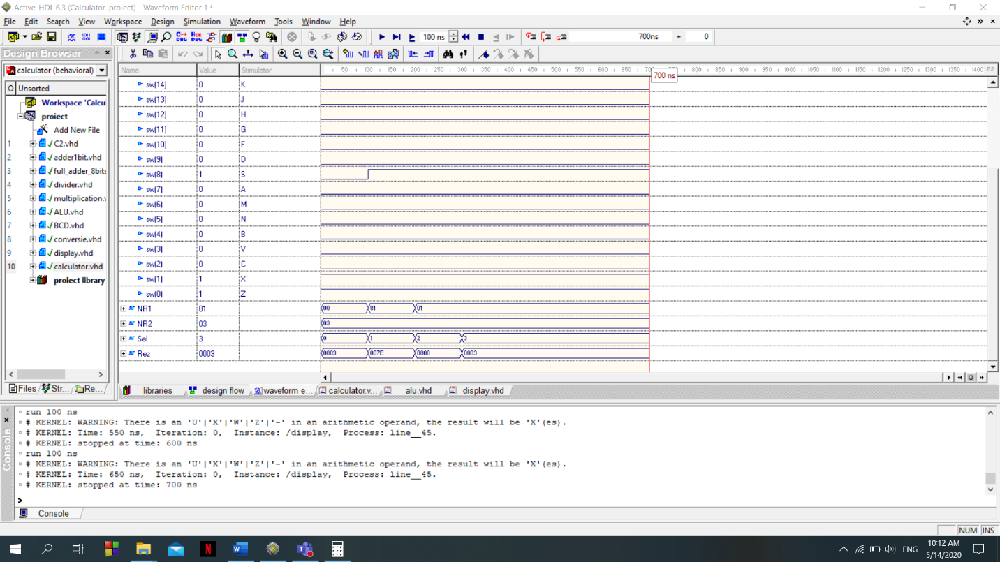 Active-HDL 6.3 (Calculator ,proiect) - Waveform Editor 1 *
File Edit Search View Workspace Design Simulation Waveform Tools Window Help
100 ns 700ns + 0
Design Browser
calculator (behavioral)
O Unsorted
Workspace 'Calcu
proiect
Add New File
1 C2.vhd
2 adder1bit.vhd
3 full_adder_8bits
4 divider.vhd
5 multiplication.v
6 ALU.vhd
7 BCD.vhd
8 conversie.vhd
9 display.vhd
10 calculator.vhd
proiect library
Files Str... Re...
Name Value Stimulator 50 100 150 200 250 300 350 400 450 500 550 600 650 800 850 900 950 1000 1050 1100 1150 1200 1250 1300 1350 1400 ns
700 ns
sw(14) 0 K
sw(13) 0 J
sw(12) 0 H
sw(11) 0 G
sw(10) 0 F
sw(9) 0 D
sw(8) 1 S
sw(7) 0 A
sw(6) 0 M
sw(5) 0 N
sw(4) 0 B
sw(3) 0 V
sw(2) 0 C
sw(1) 1 X
sw(0) 1 Z
NR1 01 00 81 01
NR2 03 03
Sel 3 0 1 2 3
Rez 0003 0003 007E 0000 0003
libraries design flow waveform e... calculator.v... alu.vhd display.vhd
run 100 ns
# KERNEL: WARNING: There is an 'U'|'X'|'W'|'Z'|'-' in an arithmetic operand, the result will be 'X'(es).
# KERNEL: Time: 550 ns, Iteration: 0, Instance: /display, Process: line__45.
# KERNEL: stopped at time: 600 ns
run 100 ns
# KERNEL: WARNING: There is an 'U'|'X'|'W'|'Z'|'-' in an arithmetic operand, the result will be 'X'(es).
# KERNEL: Time: 650 ns, Iteration: 0, Instance: /display, Process: line__45.
# KERNEL: stopped at time: 700 ns
>
Console
Console
NUM INS
ENG
10:12 AM
5/14/2020